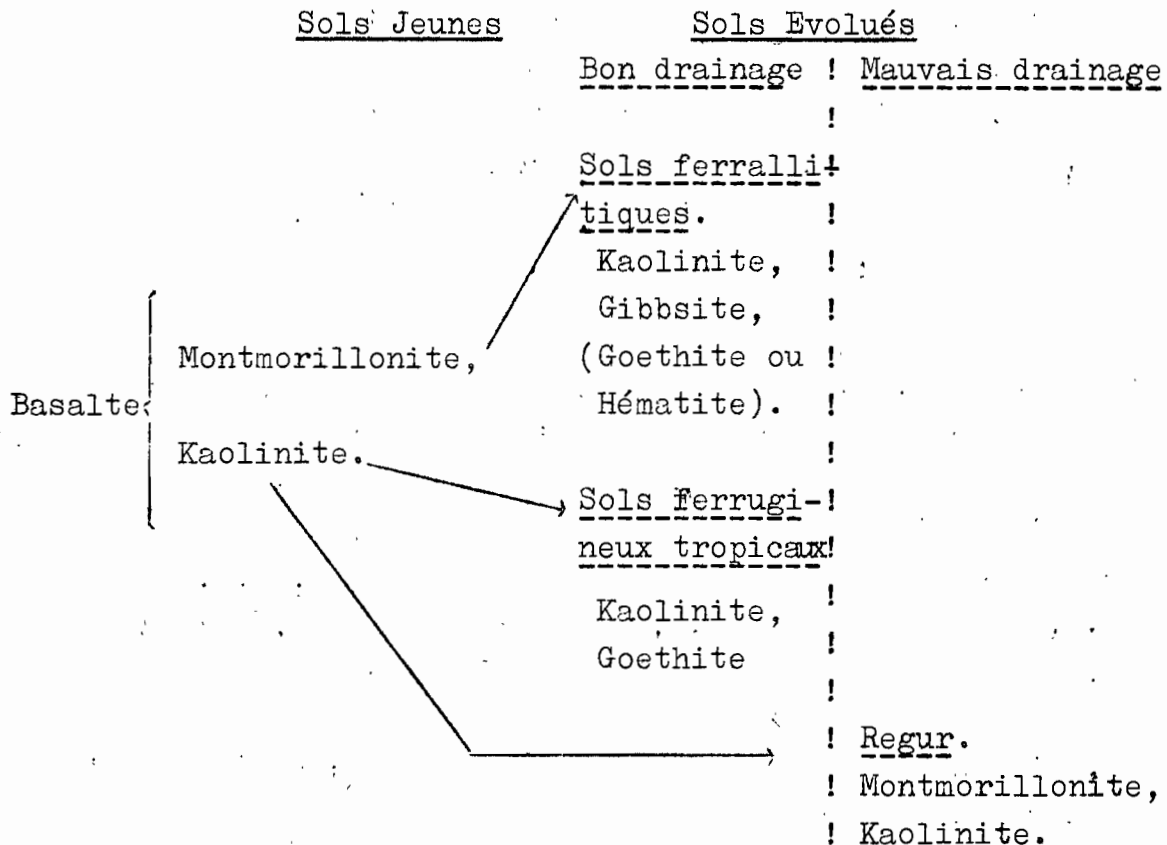 Sols Jeunes Sols Evolués
Bon drainage ! Mauvais drainage
!
Sols ferralli-!
tiques. !
Kaolinite, !
Gibbsite, !
Montmorillonite, (Goethite ou !
Basalte Hématite). !
Kaolinite. !
Sols Ferrugi-!
neux tropicaux!
Kaolinite, !
Goethite !
!
! Regur.
! Montmorillonite,
! Kaolinite.